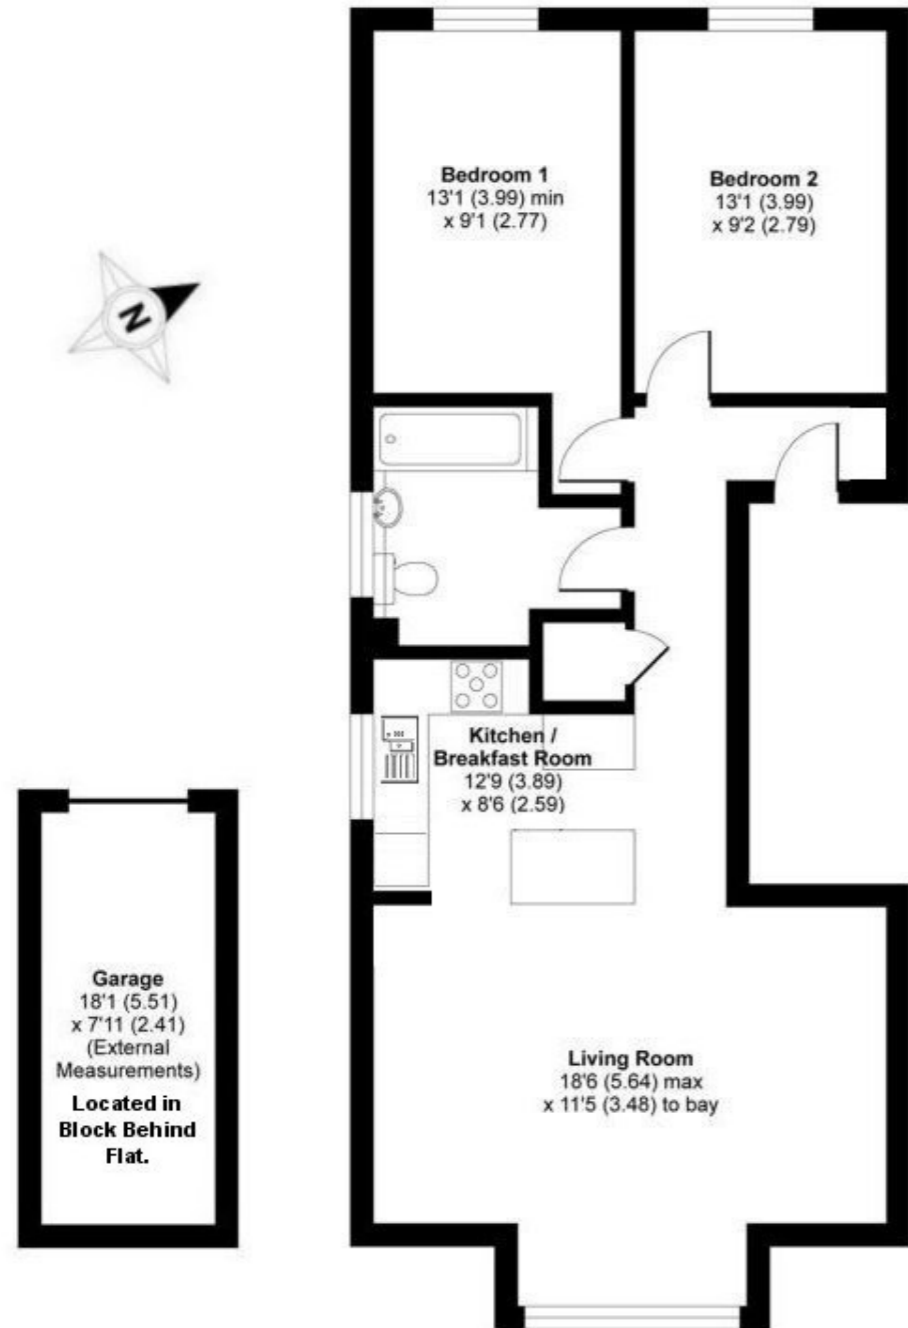 Bedroom 1
13'1 (3.99) min
x 9'1 (2.77)
Bedroom 2
13'1 (3.99)
x 9'2 (2.79)
N
Kitchen /
Breakfast Room
12'9 (3.89)
x 8'6 (2.59)
Garage
18'1 (5.51)
x 7'11 (2.41)
(External
Measurements)
Located in
Block Behind
Flat.
Living Room
18'6 (5.64) max
x 11'5 (3.48) to bay